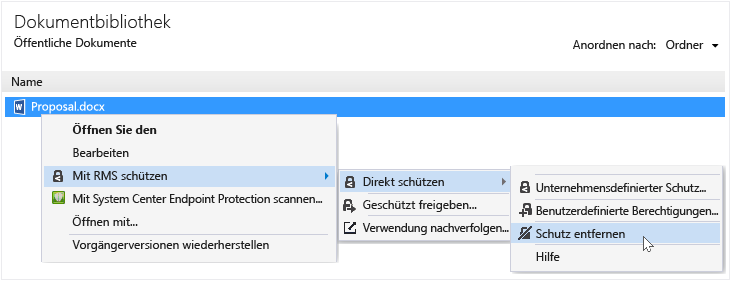 Dokumentbibliothek
Öffentliche Dokumente
Anordnen nach: Ordner
Name
Proposal.docx
Öffnen Sie den
Bearbeiten
Mit RMS schützen
Mit System Center Endpoint Protection scannen...
Öffnen mit...
Vorgängerversionen wiederherstellen
Direkt schützen
Geschützt freigeben...
Verwendung nachverfolgen...
Unternehmensdefinierter Schutz...
Benutzerdefinierte Berechtigungen...
Schutz entfernen
Hilfe